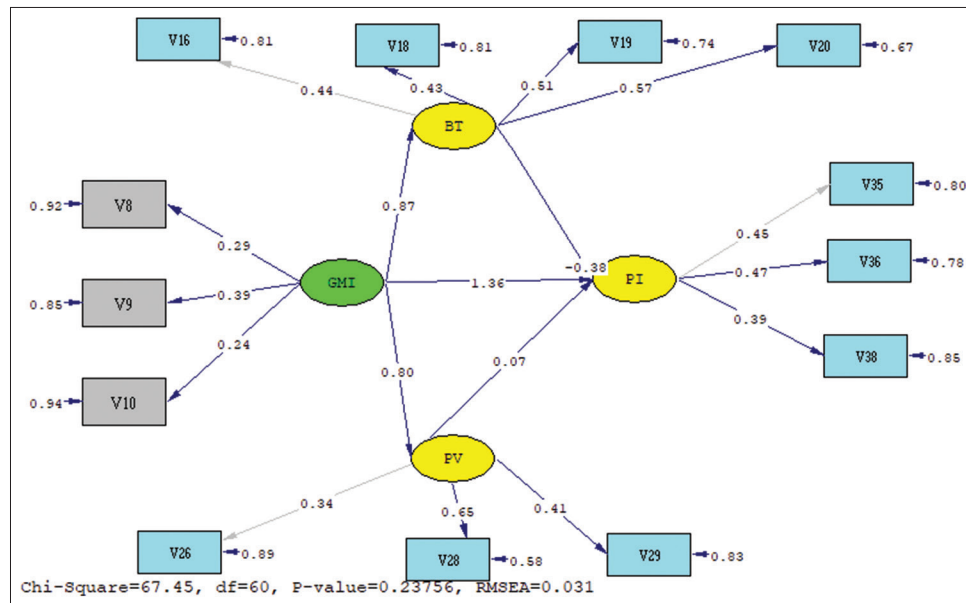 V16 0.81
V18 0.81
V19 0.74
V20 0.67
0.44
0.43
0.51
0.57
BT
V35 0.80
0.92 V8
0.87
0.45
0.29
V36 0.78
GMI
1.36
-0.38
PI
0.47
0.85 V9
0.39
0.39
0.24
V38 0.85
0.80
0.07
0.94 V10
PV
0.34
0.65
0.41
V26 0.89
V28 0.58
V29 0.83
Chi-Square=67.45, df=60, P-value=0.23756, RMSEA=0.031